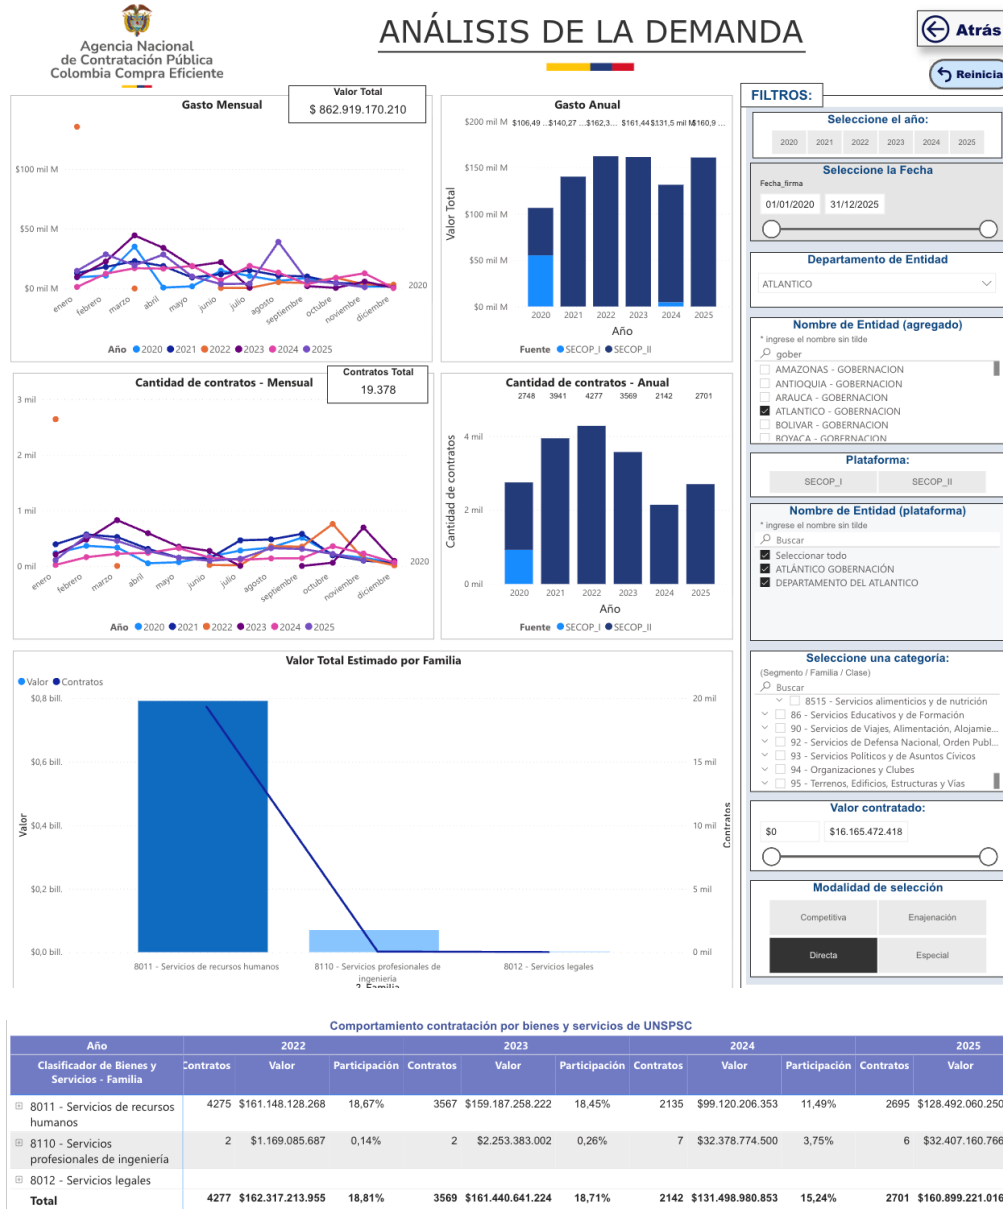 Agencia Nacional
de Contratación Pública
Colombia Compra Eficiente
ANÁLISIS DE LA DEMANDA
Atrás
Reinicia
Gasto Mensual
Valor Total
$ 862.919.170.210
$100 mil M
$50 mil M
$0 mil M
enero
febrero
marzo
abril
mayo
junio
julio
agosto
septiembre
octubre
noviembre
diciembre
2020
Año 2020 2021 2022 2023 2024 2025
Gasto Anual
$200 mil M
$106,49 ... $140,27 ... $162,3... $161,44 $131,5 mil M $160,9 ...
$150 mil M
$100 mil M
$50 mil M
$0 mil M
Valor Total
2020 2021 2022 2023 2024 2025
Año
Fuente SECOP_I SECOP_II
Cantidad de contratos - Mensual
Contratos Total
19.378
3 mil
2 mil
1 mil
0 mil
enero
febrero
marzo
abril
mayo
junio
julio
agosto
septiembre
octubre
noviembre
diciembre
2020
Año 2020 2021 2022 2023 2024 2025
Cantidad de contratos - Anual
2748 3941 4277 3569 2142 2701
4 mil
2 mil
0 mil
Cantidad de contratos
2020 2021 2022 2023 2024 2025
Año
Fuente SECOP_I SECOP_II
Valor Total Estimado por Familia
Valor Contratos
$0,8 bill.
$0,6 bill.
$0,4 bill.
$0,2 bill.
$0,0 bill.
Valor
20 mil
15 mil
10 mil
5 mil
0 mil
Contratos
8011 - Servicios de recursos humanos
8110 - Servicios profesionales de
ingeniería
8012 - Servicios legales
2. Familia
FILTROS:
Seleccione el año:
2020 2021 2022 2023 2024 2025
Seleccione la Fecha
Fecha_firma
01/01/2020 31/12/2025
Departamento de Entidad
ATLANTICO
Nombre de Entidad (agregado)
* ingrese el nombre sin tilde
gober
AMAZONAS - GOBERNACION
ANTIOQUIA - GOBERNACION
ARAUCA - GOBERNACION
ATLANTICO - GOBERNACION
BOLIVAR - GOBERNACION
BOYACA - GOBERNACION
Plataforma:
SECOP_I SECOP_II
Nombre de Entidad (plataforma)
* ingrese el nombre sin tilde
Buscar
Seleccionar todo
ATLÁNTICO GOBERNACIÓN
DEPARTAMENTO DEL ATLANTICO
Seleccione una categoría:
(Segmento / Familia / Clase)
Buscar
8515 - Servicios alimenticios y de nutrición
86 - Servicios Educativos y de Formación
90 - Servicios de Viajes, Alimentación, Alojamie...
92 - Servicios de Defensa Nacional, Orden Publ...
93 - Servicios Políticos y de Asuntos Cívicos
94 - Organizaciones y Clubes
95 - Terrenos, Edificios, Estructuras y Vías
Valor contratado:
$0 $16.165.472.418
Modalidad de selección
Competitiva Enajenación
Directa Especial
Comportamiento contratación por bienes y servicios de UNSPSC
Año 2022 2023 2024 2025
Clasificador de Bienes y
Servicios - Familia
Contratos Valor Participación Contratos Valor Participación Contratos Valor Participación Contratos Valor
8011 - Servicios de recursos
humanos
4275 $161.148.128.268 18,67% 3567 $159.187.258.222 18,45% 2135 $99.120.206.353 11,49% 2695 $128.492.060.250
8110 - Servicios
profesionales de ingeniería
2 $1.169.085.687 0,14% 2 $2.253.383.002 0,26% 7 $32.378.774.500 3,75% 6 $32.407.160.766
8012 - Servicios legales
Total 4277 $162.317.213.955 18,81% 3569 $161.440.641.224 18,71% 2142 $131.498.980.853 15,24% 2701 $160.899.221.016